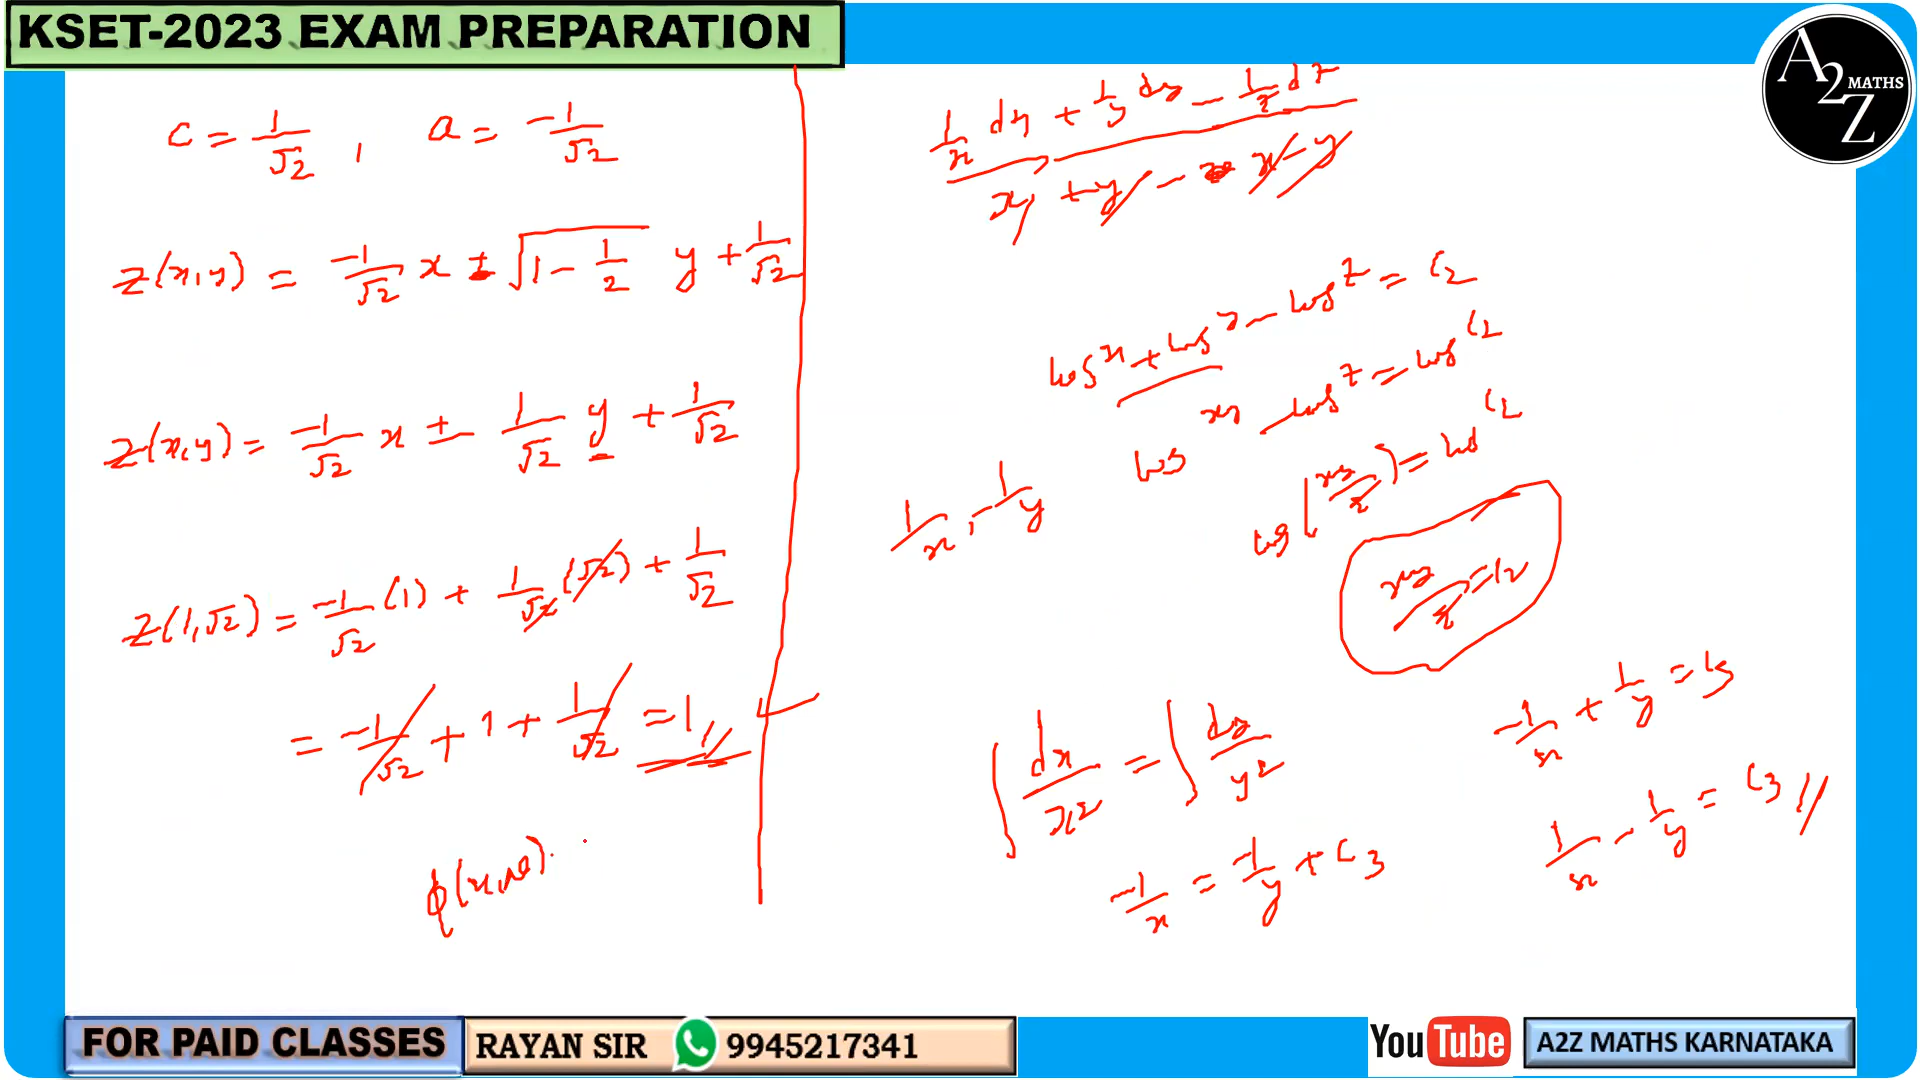 KSET-2023 EXAM PREPARATION
A2Z MATHS
c = 1/√2 , a = -1/√2
z(x,y) = -1/√2 x ± √(1 - 1/2) y + 1/√2
z(x,y) = -1/√2 x ± 1/√2 y + 1/√2
z(1,√2) = -1/√2 (1) + 1/√2 (√2) + 1/√2
= -1/√2 + 1 + 1/√2 = 1//
(1/x dx + 1/y dy - 1/z dz) / (x + y - x - y)
log x + log y - log z = c2
log xy - log z = log c2
log (xy/z) = log c2
xy/z = c2
1/x , -1/y
∫ dx/x² = ∫ dy/y²
-1/x = -1/y + c3
-1/x + 1/y = c3
1/x - 1/y = c3 //
FOR PAID CLASSES
RAYAN SIR 9945217341
YouTube
A2Z MATHS KARNATAKA